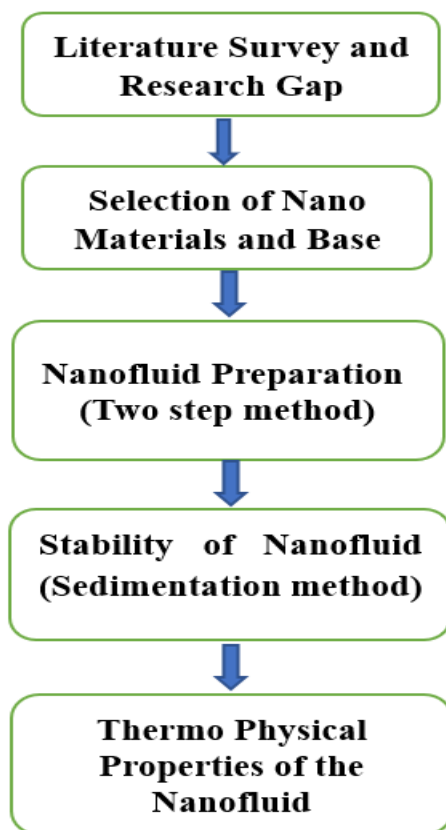 Literature Survey and
Research Gap
Selection of Nano
Materials and Base
Nanofluid Preparation
(Two step method)
Stability of Nanofluid
(Sedimentation method)
Thermo Physical
Properties of the
Nanofluid